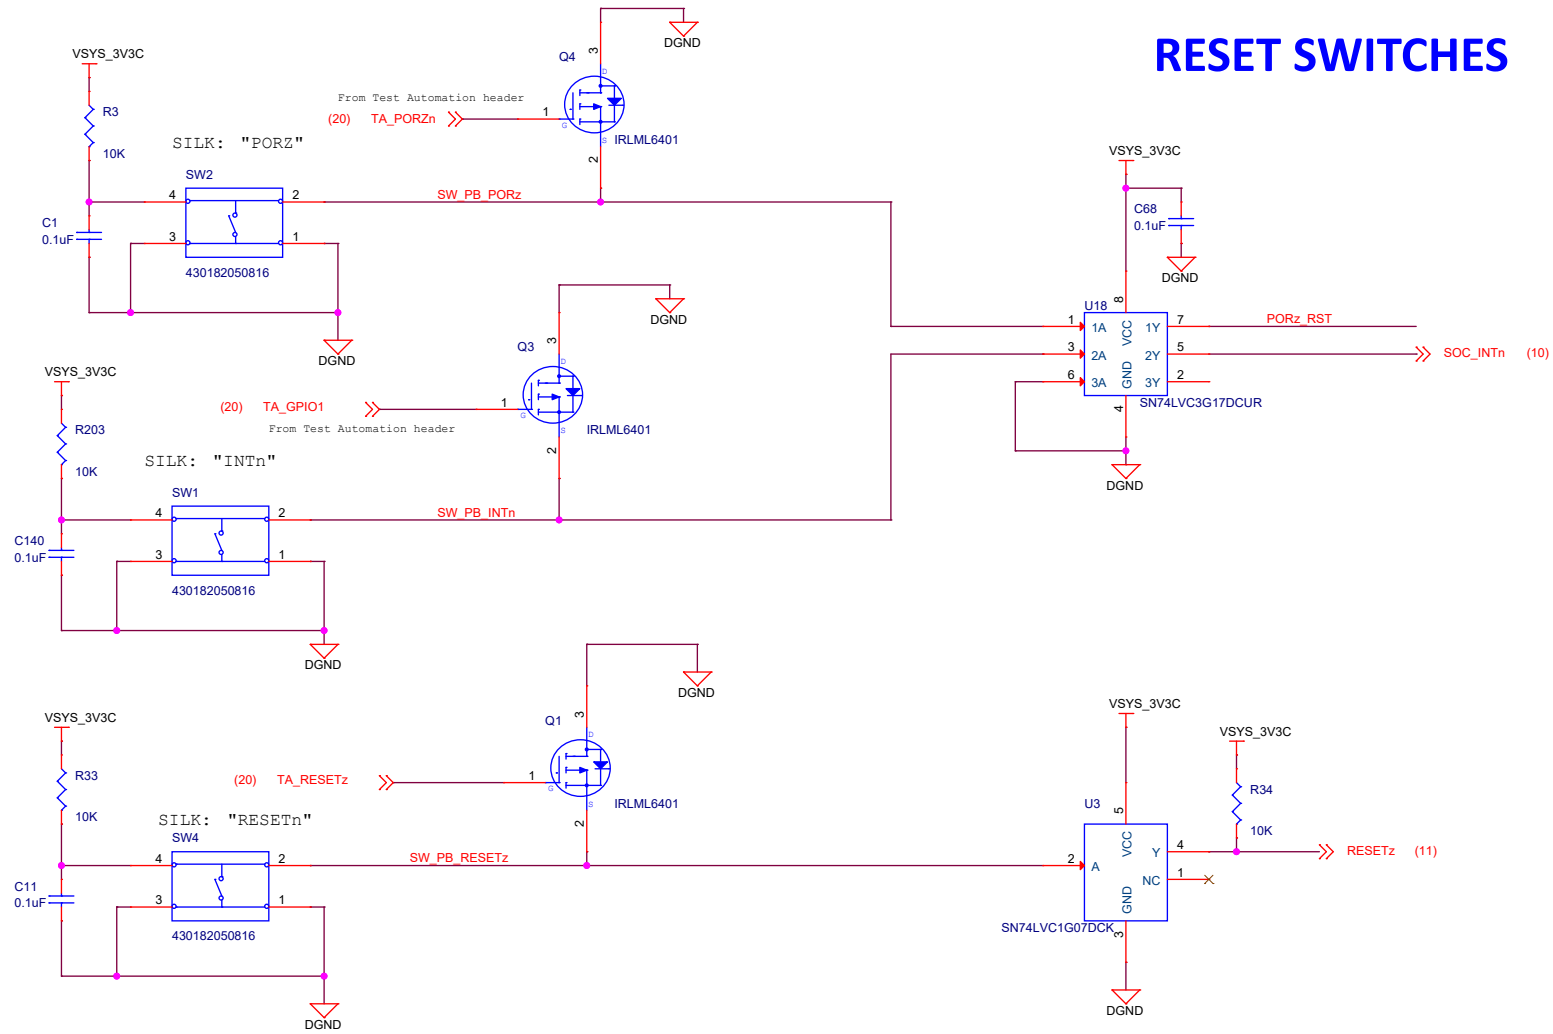 RESET SWITCHES
DGND
3
Q4
D
From Test Automation header
(20) TA_PORZn
1
G
IRLML6401
S
2
VSYS_3V3C
R3
10K
SILK: "PORZ"
SW2
4
2
SW_PB_PORz
C1
0.1uF
3
1
430182050816
DGND
VSYS_3V3C
C68
0.1uF
DGND
8
U18
1
1A
VCC
1Y
7
PORz_RST
3
2A
2Y
5
SOC_INTn (10)
6
3A
GND
3Y
2
4
SN74LVC3G17DCUR
DGND
DGND
3
Q3
D
(20) TA_GPIO1
1
G
From Test Automation header
IRLML6401
S
2
VSYS_3V3C
R203
10K
SILK: "INTn"
SW1
4
2
SW_PB_INTn
C140
0.1uF
3
1
430182050816
DGND
DGND
3
Q1
D
(20) TA_RESETz
1
G
IRLML6401
S
2
VSYS_3V3C
R33
10K
SILK: "RESETn"
SW4
4
2
SW_PB_RESETz
C11
0.1uF
3
1
430182050816
DGND
VSYS_3V3C
VSYS_3V3C
R34
10K
5
U3
2
A
VCC
Y
4
RESETz (11)
GND
NC
1
SN74LVC1G07DCK
3
DGND